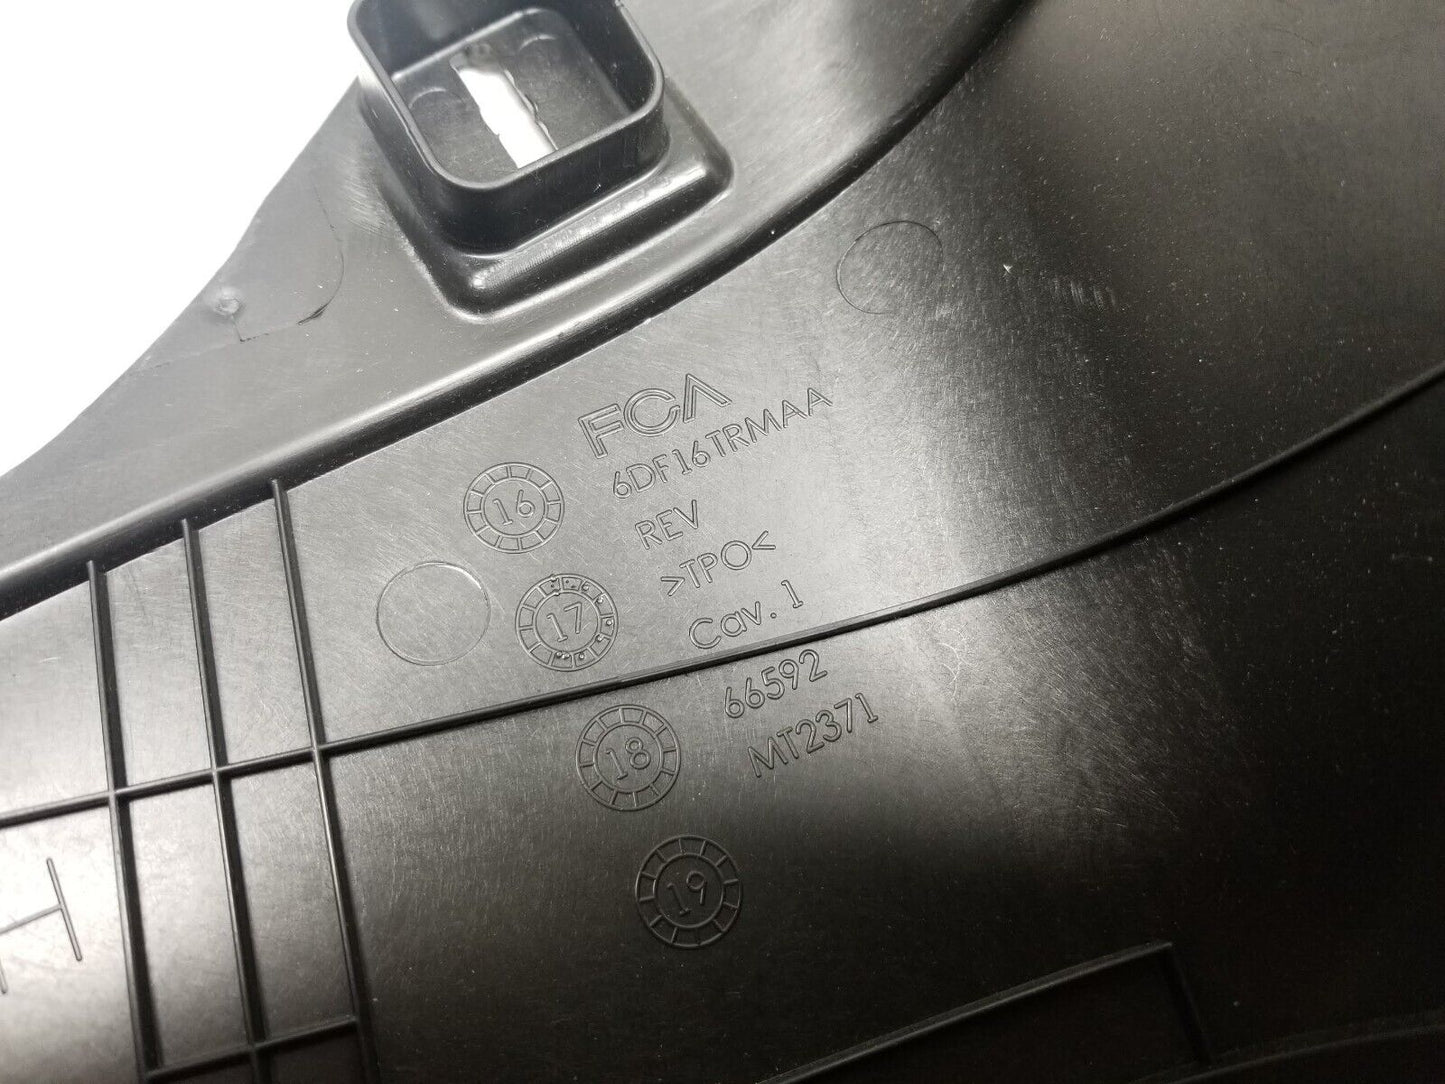 FCA
6DF16TRMAA
REV
>TPO<
Cav. 1
66592
MT2371
16
17
18
19
H